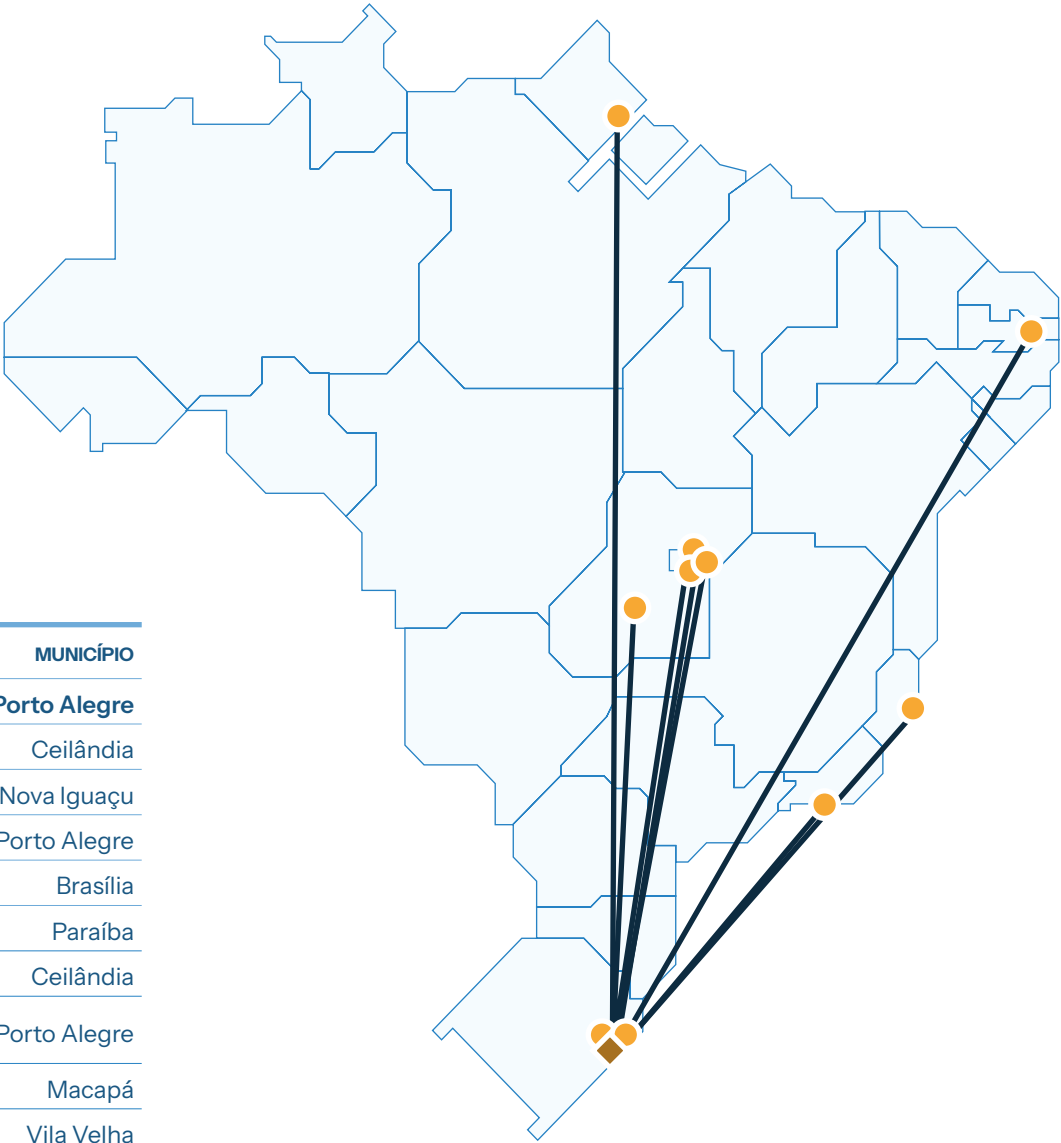 MUNICÍPIO
Porto Alegre
Ceilândia
Nova Iguaçu
Porto Alegre
Brasília
Paraíba
Ceilândia
Porto Alegre
Macapá
Vila Velha